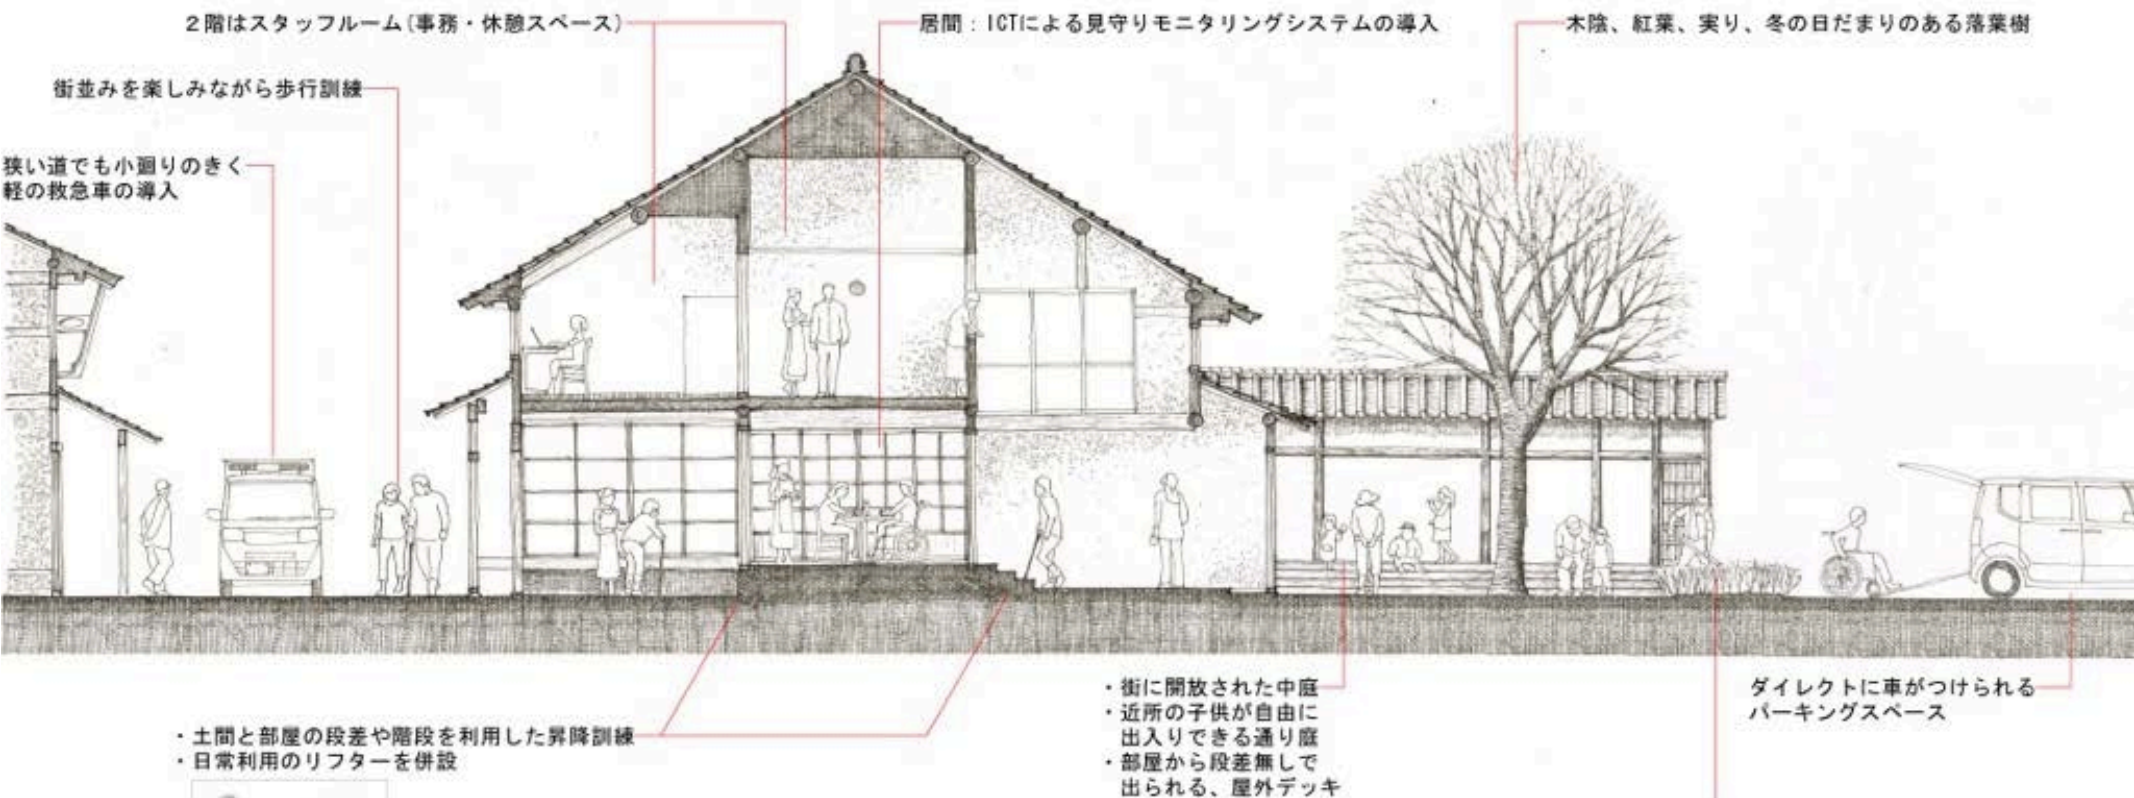 2階はスタッフルーム(事務・休憩スペース)
居間：ICTによる見守りモニタリングシステムの導入
木陰、紅葉、実り、冬の日だまりのある落葉樹
街並みを楽しみながら歩行訓練
狭い道でも小廻りのきく
軽の救急車の導入
・土間と部屋の段差や階段を利用した昇降訓練
・日常利用のリフターを併設
・街に開放された中庭
・近所の子供が自由に
出入りできる通り庭
・部屋から段差無しで
出られる、屋外デッキ
ダイレクトに車がつけられる
パーキングスペース